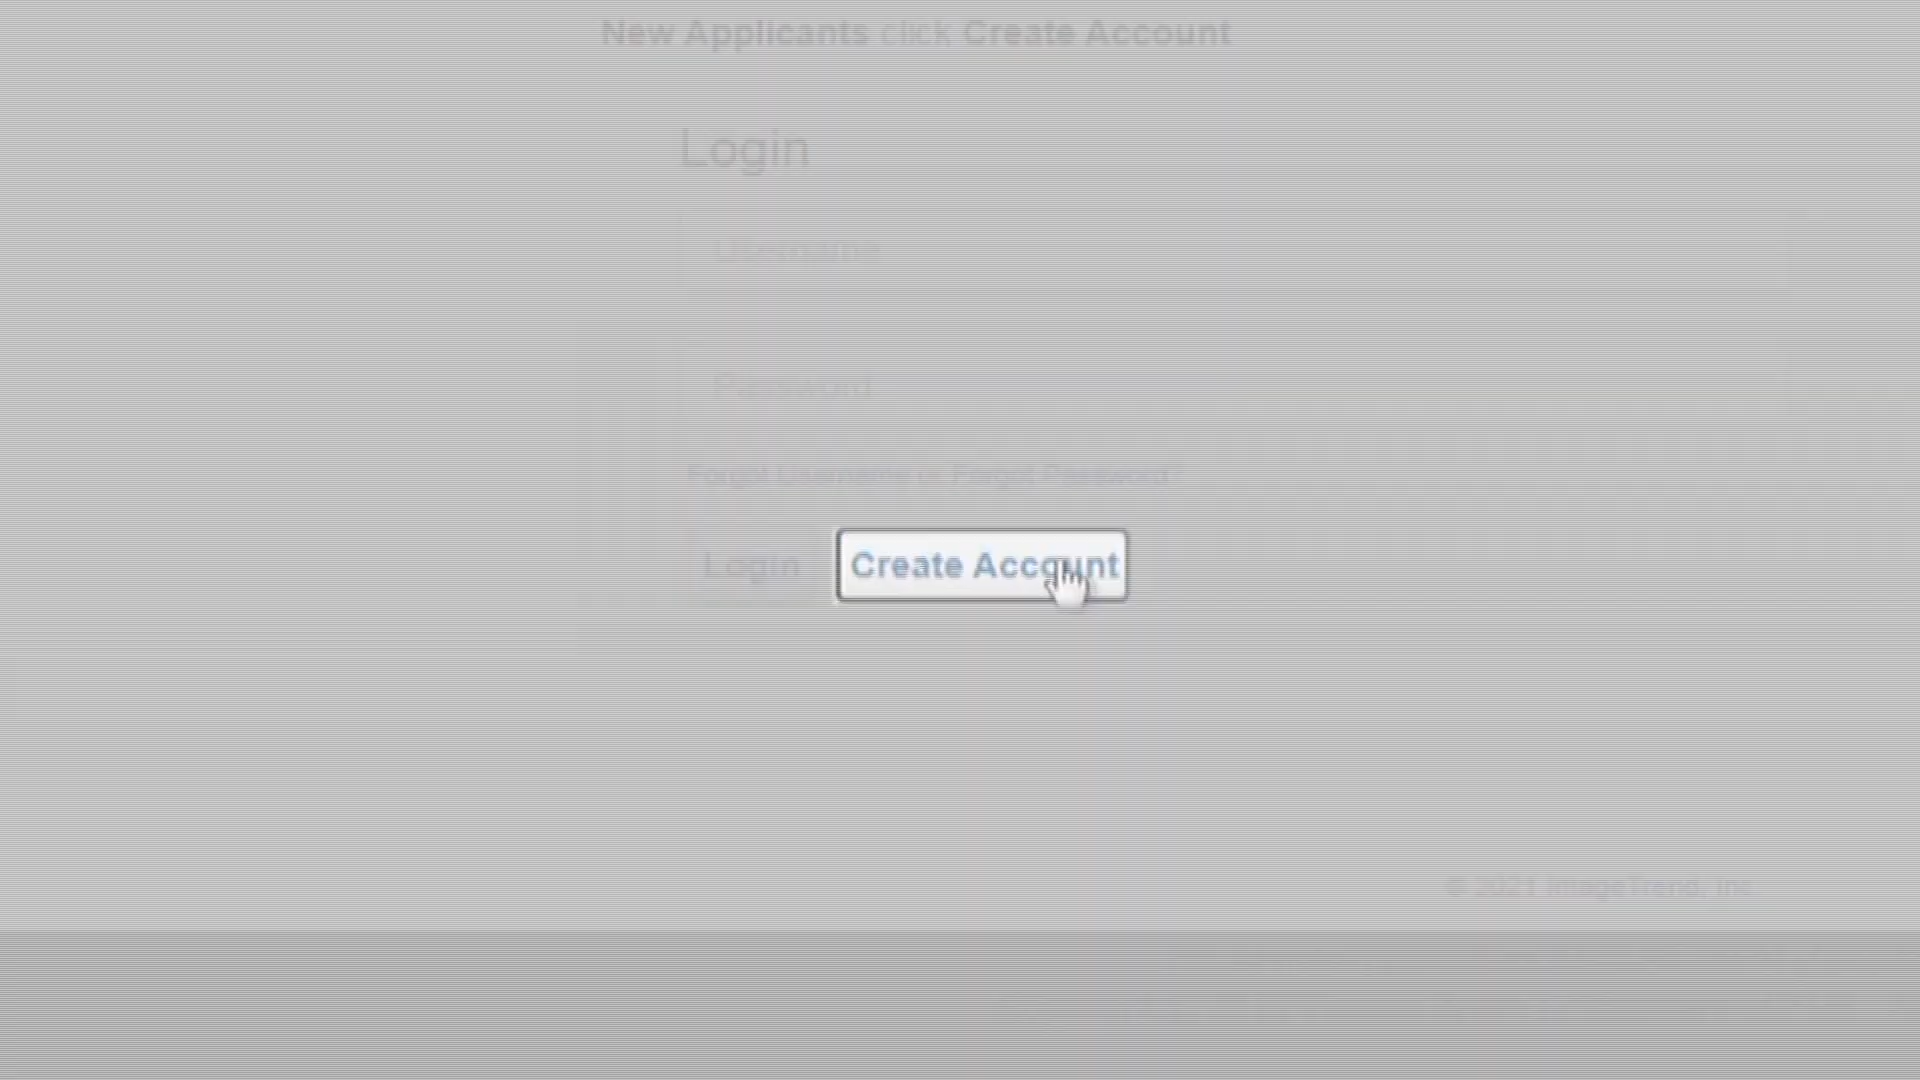 New Applicants click Create Account
Login
Username
Password
Forgot Username or Forgot Password?
Login
Create Account
© 2021 ImageTrend, Inc.